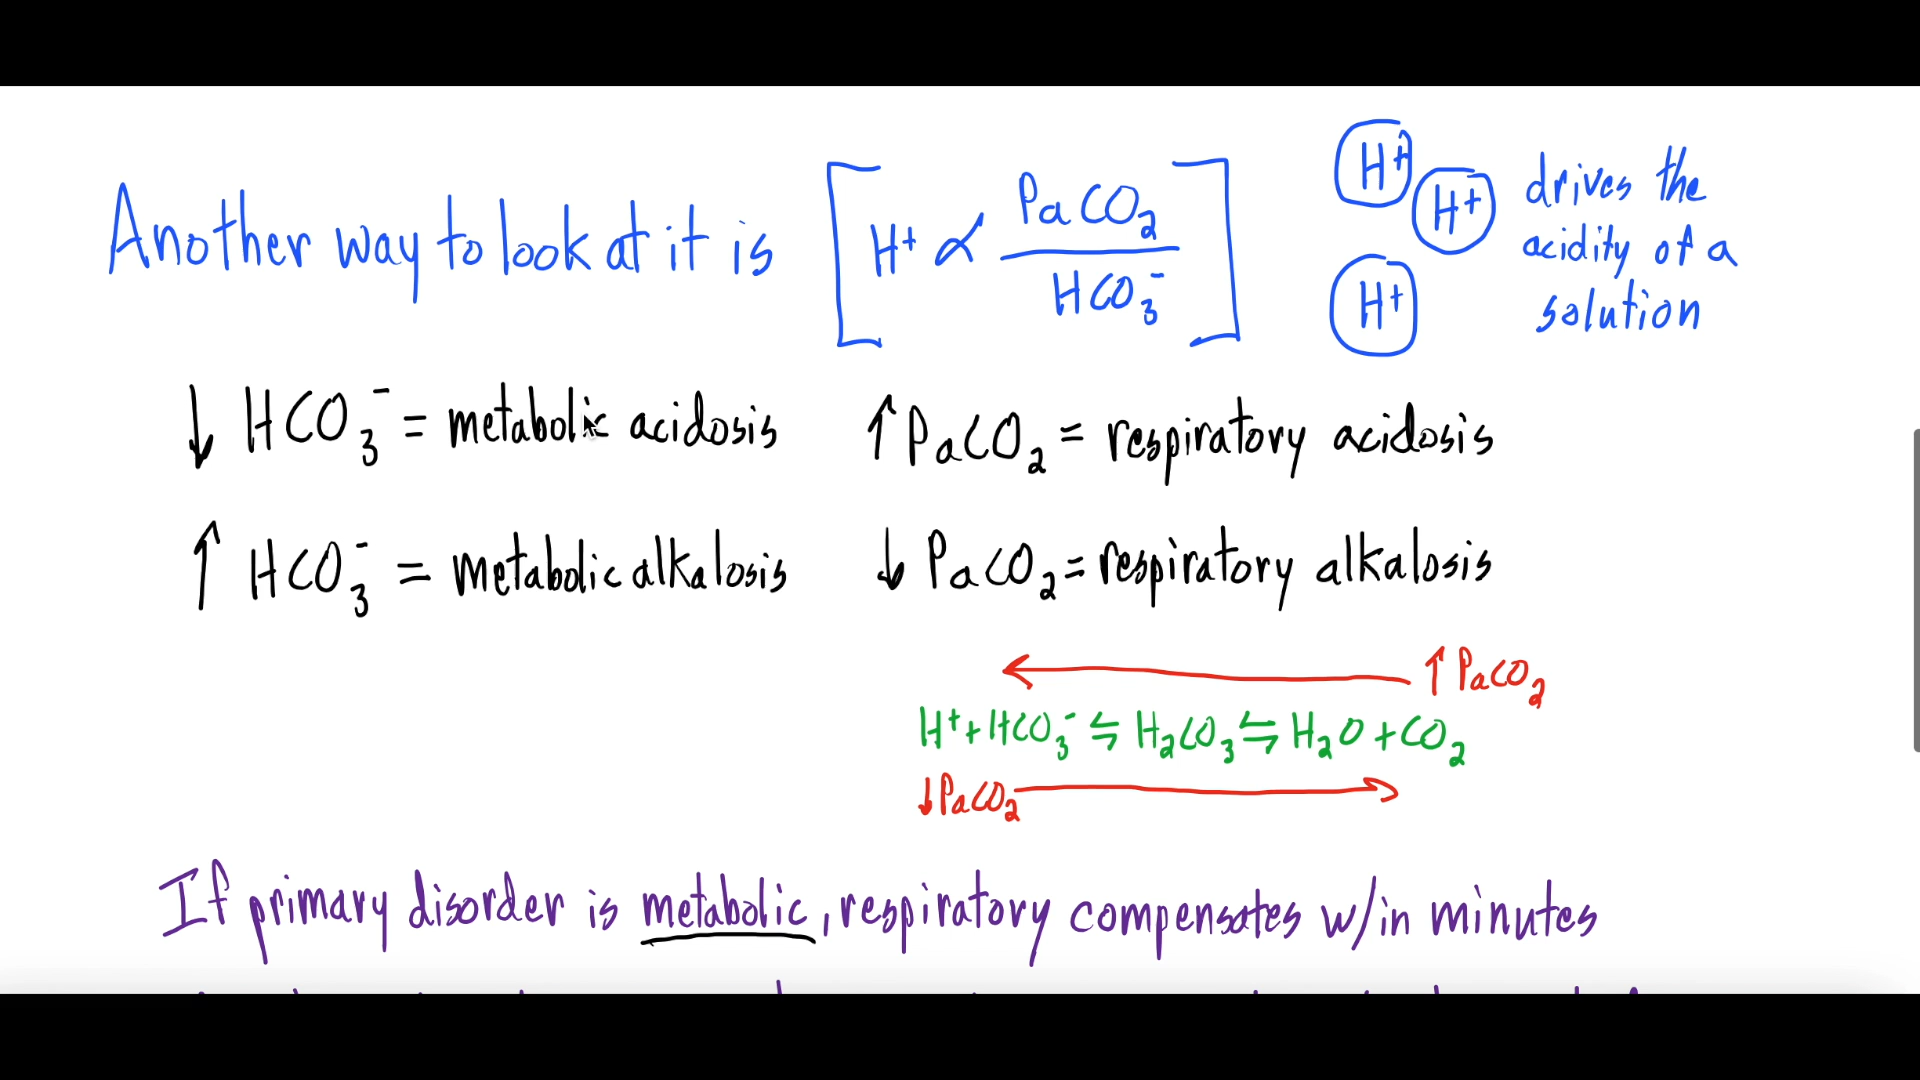 Another way to look at it is [H⁺ ∝ PaCO₂ / HCO₃⁻]
H⁺ H⁺ H⁺ drives the
acidity of a
solution
↓ HCO₃⁻ = metabolic acidosis
↑ PaCO₂ = respiratory acidosis
↑ HCO₃⁻ = metabolic alkalosis
↓ PaCO₂ = respiratory alkalosis
↑ PaCO₂
H⁺ + HCO₃⁻ ⇋ H₂CO₃ ⇋ H₂O + CO₂
↓ PaCO₂
If primary disorder is metabolic, respiratory compensates w/in minutes